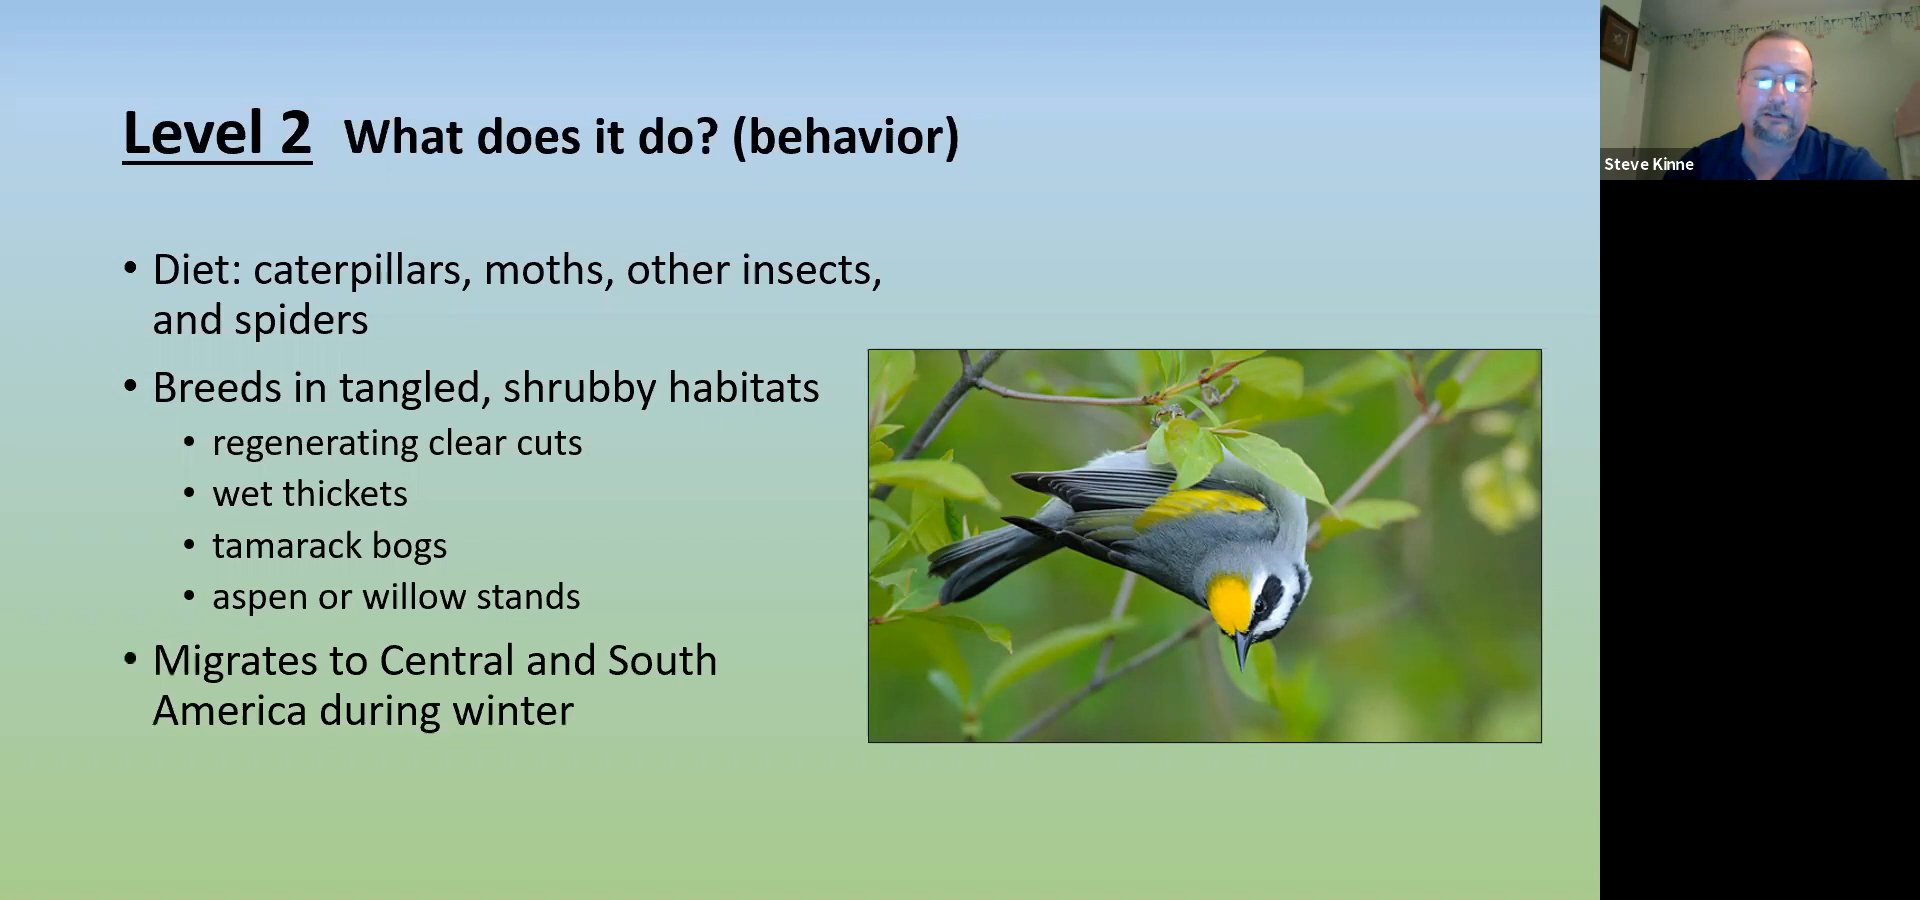 Level 2 What does it do? (behavior)
• Diet: caterpillars, moths, other insects,
and spiders
• Breeds in tangled, shrubby habitats
• regenerating clear cuts
• wet thickets
• tamarack bogs
• aspen or willow stands
• Migrates to Central and South
America during winter
Steve Kinne